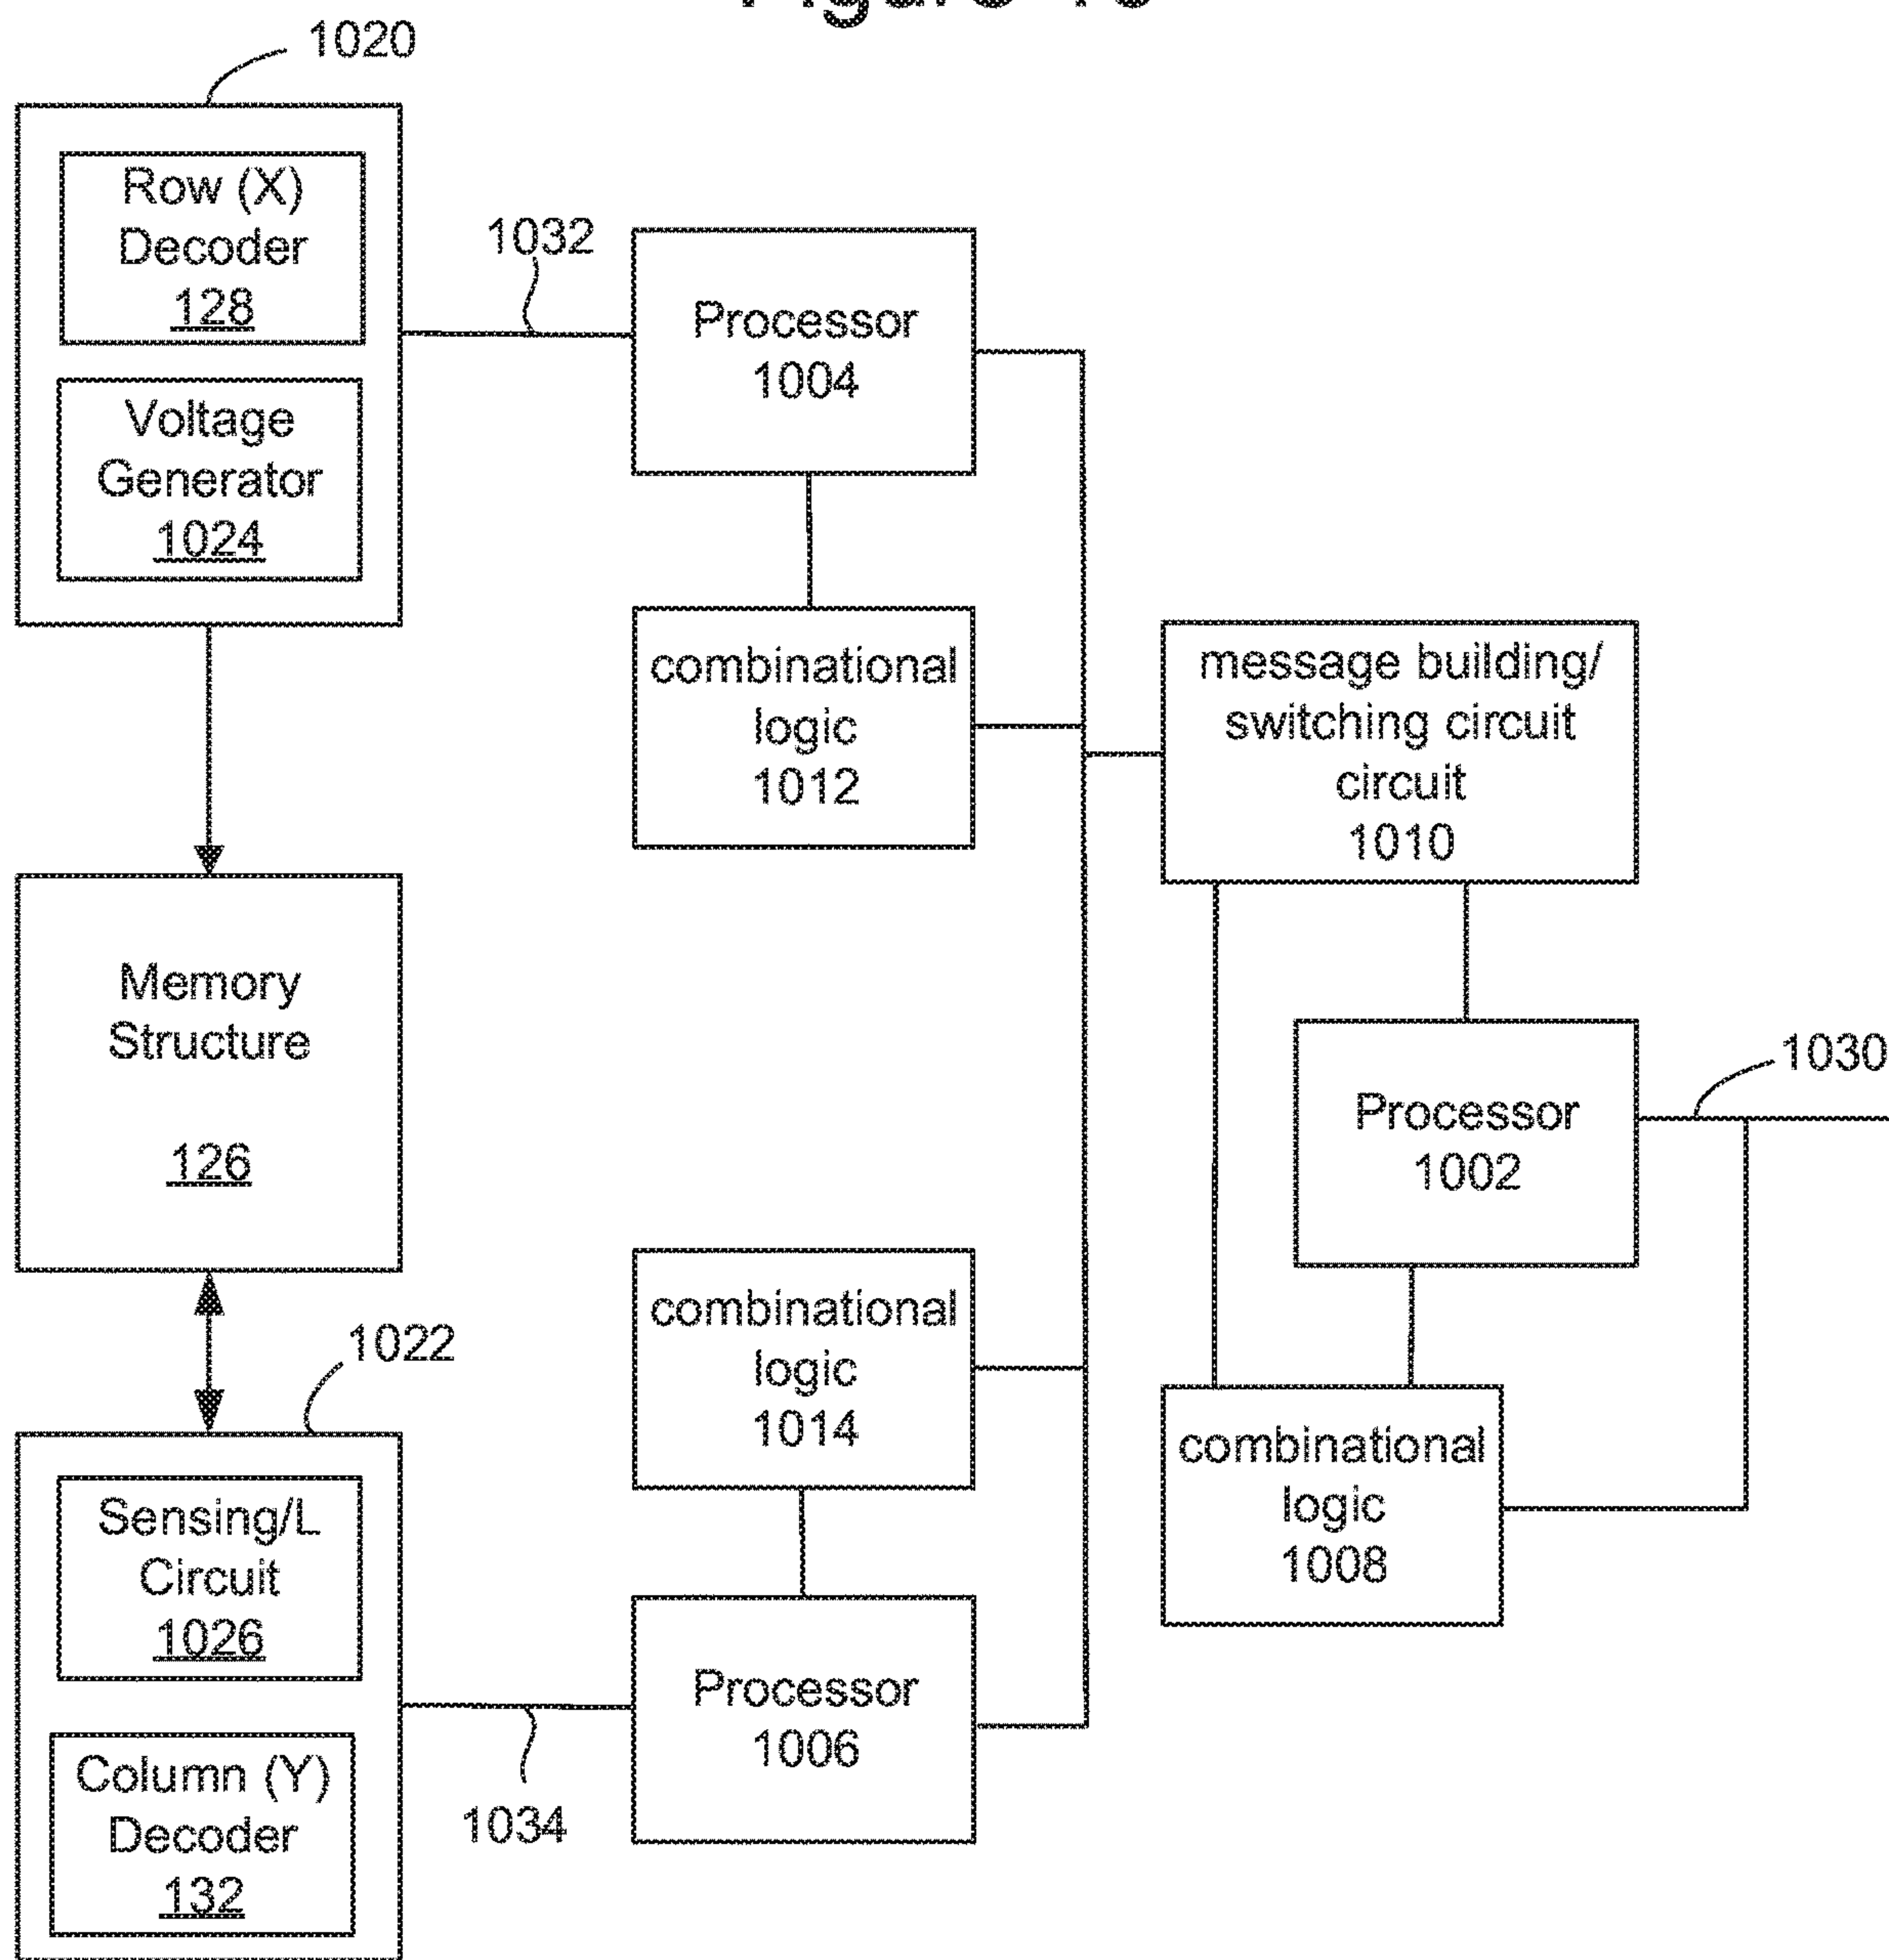 1020
Row (X)
Decoder
128
Voltage
Generator
1024
1032
Processor
1004
combinational
logic
1012
message building/
switching circuit
circuit
1010
Memory
Structure
126
Processor
1002
1030
1022
Sensing/L
Circuit
1026
Column (Y)
Decoder
132
1034
combinational
logic
1014
Processor
1006
combinational
logic
1008